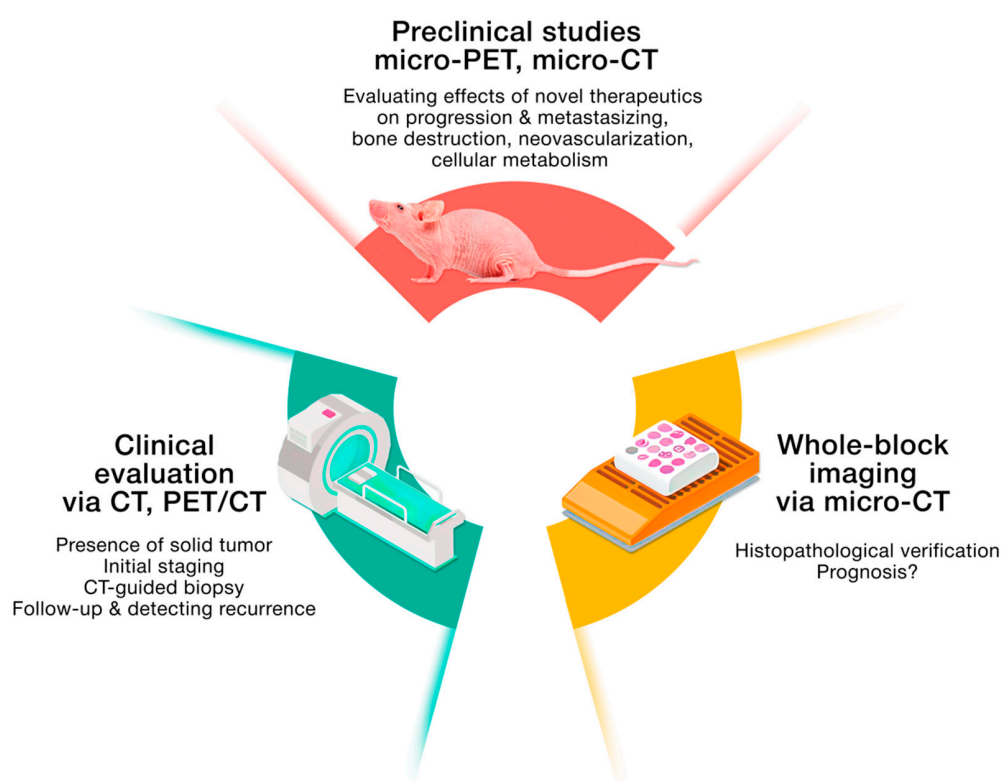 Preclinical studies
micro-PET, micro-CT
Evaluating effects of novel therapeutics
on progression & metastasizing,
bone destruction, neovascularization,
cellular metabolism
Clinical
evaluation
via CT, PET/CT
Presence of solid tumor
Initial staging
CT-guided biopsy
Follow-up & detecting recurrence
Whole-block
imaging
via micro-CT
Histopathological verification
Prognosis?